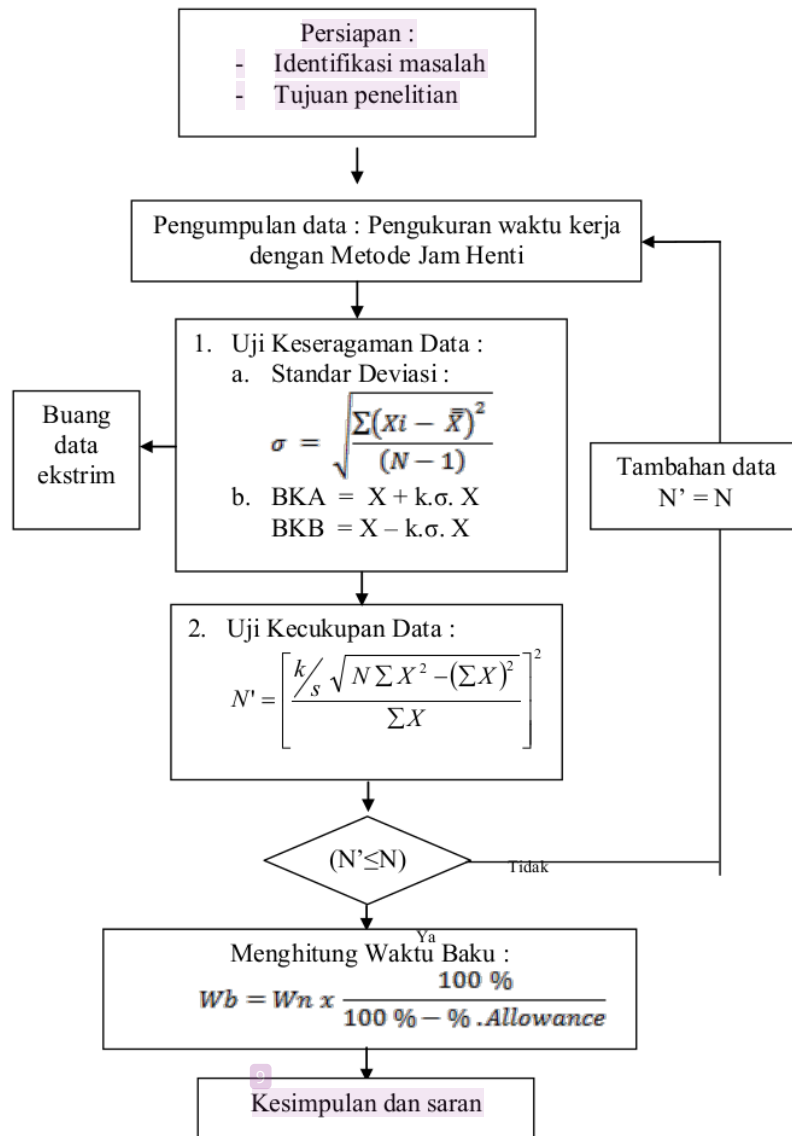 Persiapan :
- Identifikasi masalah
- Tujuan penelitian
Pengumpulan data : Pengukuran waktu kerja
dengan Metode Jam Henti
1. Uji Keseragaman Data :
a. Standar Deviasi :
σ = √(Σ(Xi − X̿)² / (N − 1))
b. BKA = X + k.σ. X
BKB = X – k.σ. X
Buang
data
ekstrim
Tambahan data
N’ = N
2. Uji Kecukupan Data :
N' = [ k/s √(N ΣX² − (ΣX)²) / ΣX ]²
(N’≤N)
Tidak
Ya
Menghitung Waktu Baku :
Wb = Wn x 100 % / 100 % − % .Allowance
9
Kesimpulan dan saran